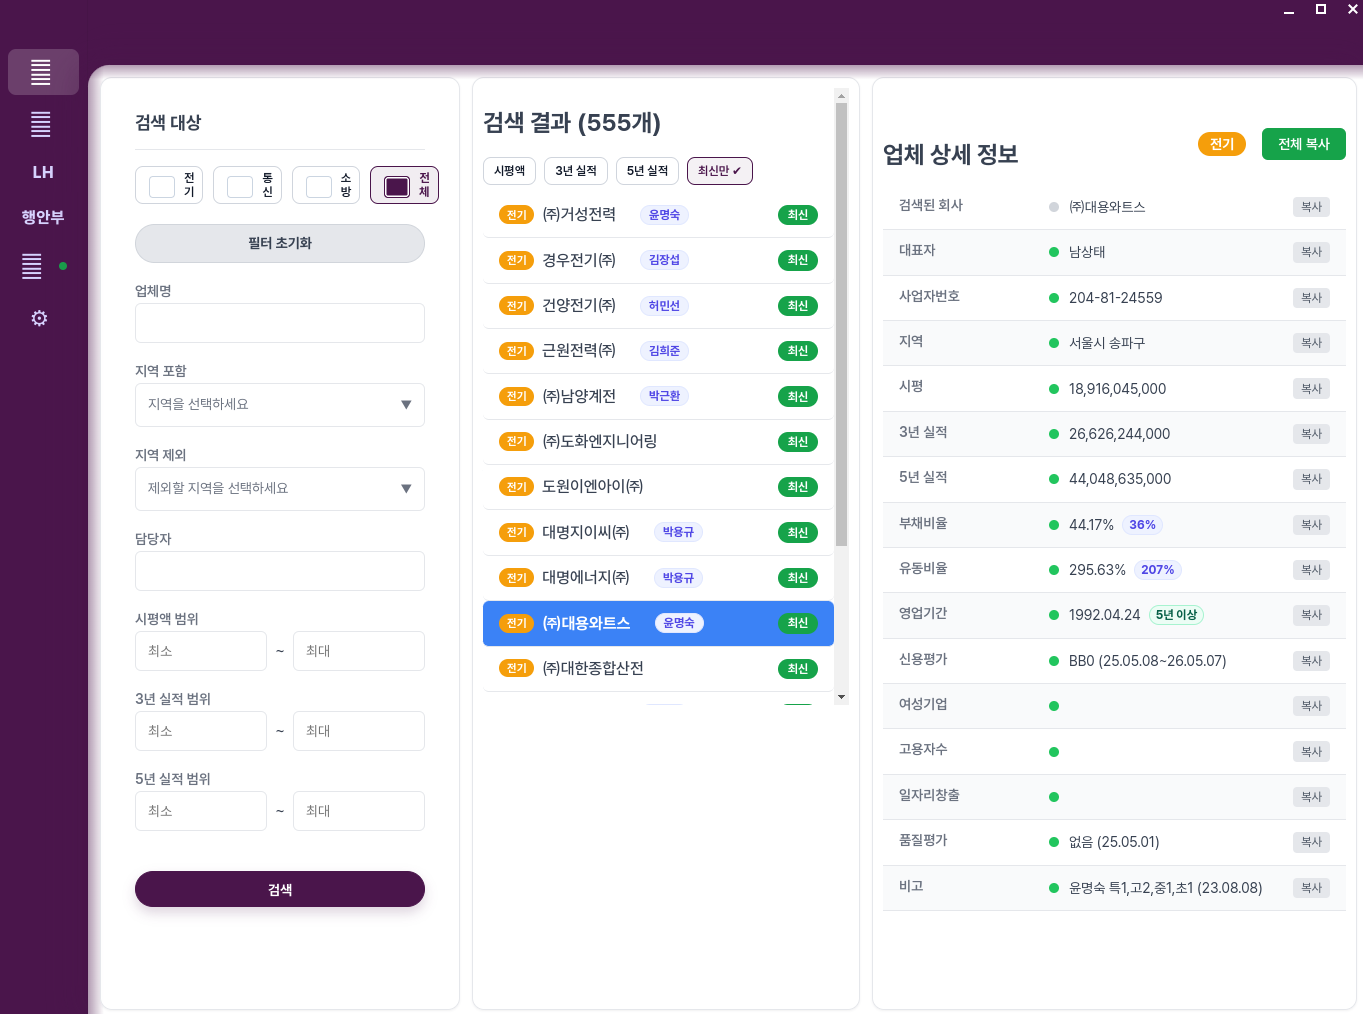 LH
행안부
검색 대상
전기
통신
소방
전체
필터 초기화
업체명
지역 포함
지역을 선택하세요
지역 제외
제외할 지역을 선택하세요
담당자
시평액 범위
최소 ~ 최대
3년 실적 범위
최소 ~ 최대
5년 실적 범위
최소 ~ 최대
검색
검색 결과 (555개)
시평액 3년 실적 5년 실적 최신만 ✔
전기 ㈜거성전력 윤명숙 최신
전기 경우전기㈜ 김장섭 최신
전기 건양전기㈜ 허민선 최신
전기 근원전력㈜ 김희준 최신
전기 ㈜남양계전 박근환 최신
전기 ㈜도화엔지니어링 최신
전기 도원이엔아이㈜ 최신
전기 대명지이씨㈜ 박용규 최신
전기 대명에너지㈜ 박용규 최신
전기 ㈜대용와트스 윤명숙 최신
전기 ㈜대한종합산전 최신
업체 상세 정보 전기 전체 복사
검색된 회사 ㈜대용와트스 복사
대표자 남상태 복사
사업자번호 204-81-24559 복사
지역 서울시 송파구 복사
시평 18,916,045,000 복사
3년 실적 26,626,244,000 복사
5년 실적 44,048,635,000 복사
부채비율 44.17% 36% 복사
유동비율 295.63% 207% 복사
영업기간 1992.04.24 5년 이상 복사
신용평가 BB0 (25.05.08~26.05.07) 복사
여성기업 복사
고용자수 복사
일자리창출 복사
품질평가 없음 (25.05.01) 복사
비고 윤명숙 특1,고2,중1,초1 (23.08.08) 복사